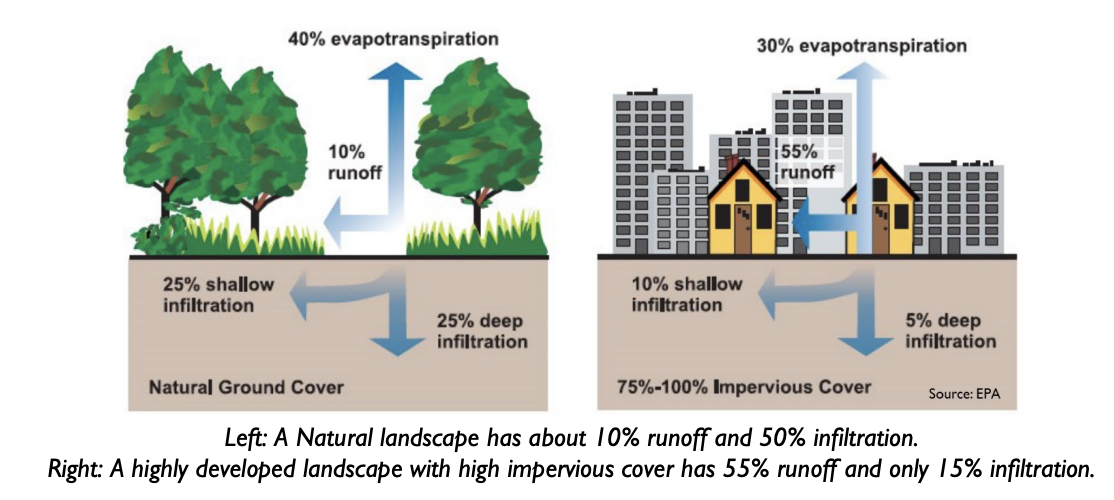 40% evapotranspiration
10%
runoff
25% shallow
infiltration
25% deep
infiltration
Natural Ground Cover
30% evapotranspiration
55%
runoff
10% shallow
infiltration
5% deep
infiltration
75%-100% Impervious Cover
Source: EPA
Left: A Natural landscape has about 10% runoff and 50% infiltration.
Right: A highly developed landscape with high impervious cover has 55% runoff and only 15% infiltration.